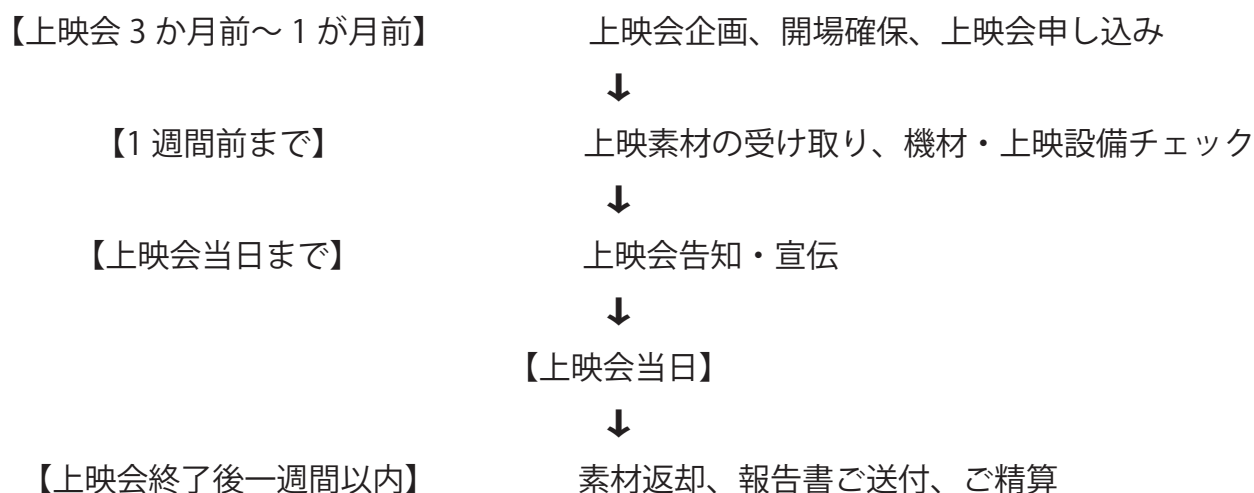 【上映会 3 か月前〜 1 が月前】 上映会企画、開場確保、上映会申し込み
↓
【1 週間前まで】 上映素材の受け取り、機材・上映設備チェック
↓
【上映会当日まで】 上映会告知・宣伝
↓
【上映会当日】
↓
【上映会終了後一週間以内】 素材返却、報告書ご送付、ご精算